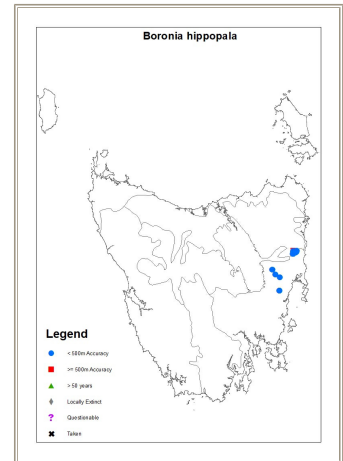 Boronia hippopala
Legend
< 500m Accuracy
>= 500m Accuracy
> 50 years
Locally Extinct
? Questionable
Taken